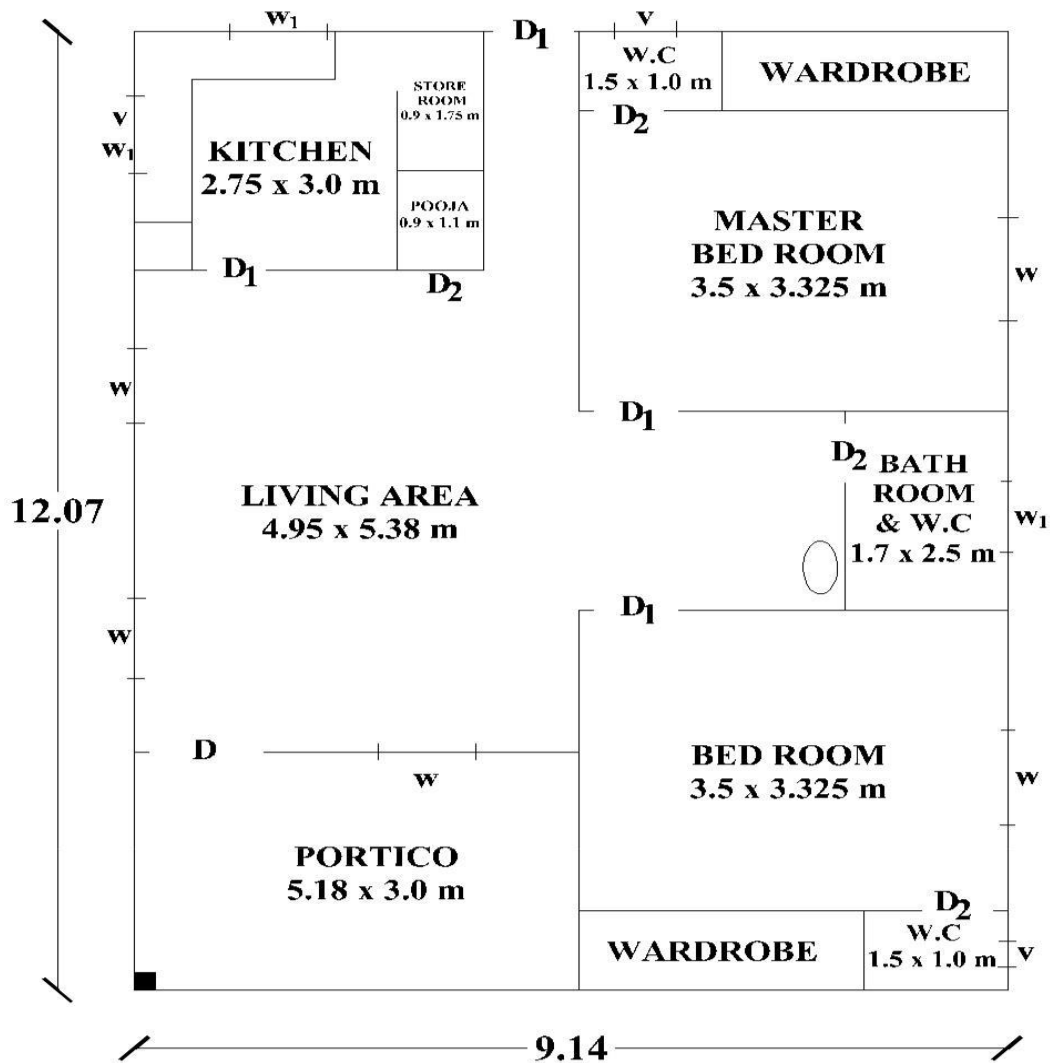 W₁
D₁
V
W.C
1.5 x 1.0 m
WARDROBE
STORE
ROOM
0.9 x 1.75 m
V
W₁
KITCHEN
2.75 x 3.0 m
D₂
POOJA
0.9 x 1.1 m
MASTER
BED ROOM
3.5 x 3.325 m
W
D₁
D₂
W
D₁
D₂
BATH
ROOM
& W.C
1.7 x 2.5 m
W₁
LIVING AREA
4.95 x 5.38 m
12.07
D₁
W
D
W
BED ROOM
3.5 x 3.325 m
W
PORTICO
5.18 x 3.0 m
D₂
WARDROBE
W.C
1.5 x 1.0 m
V
9.14